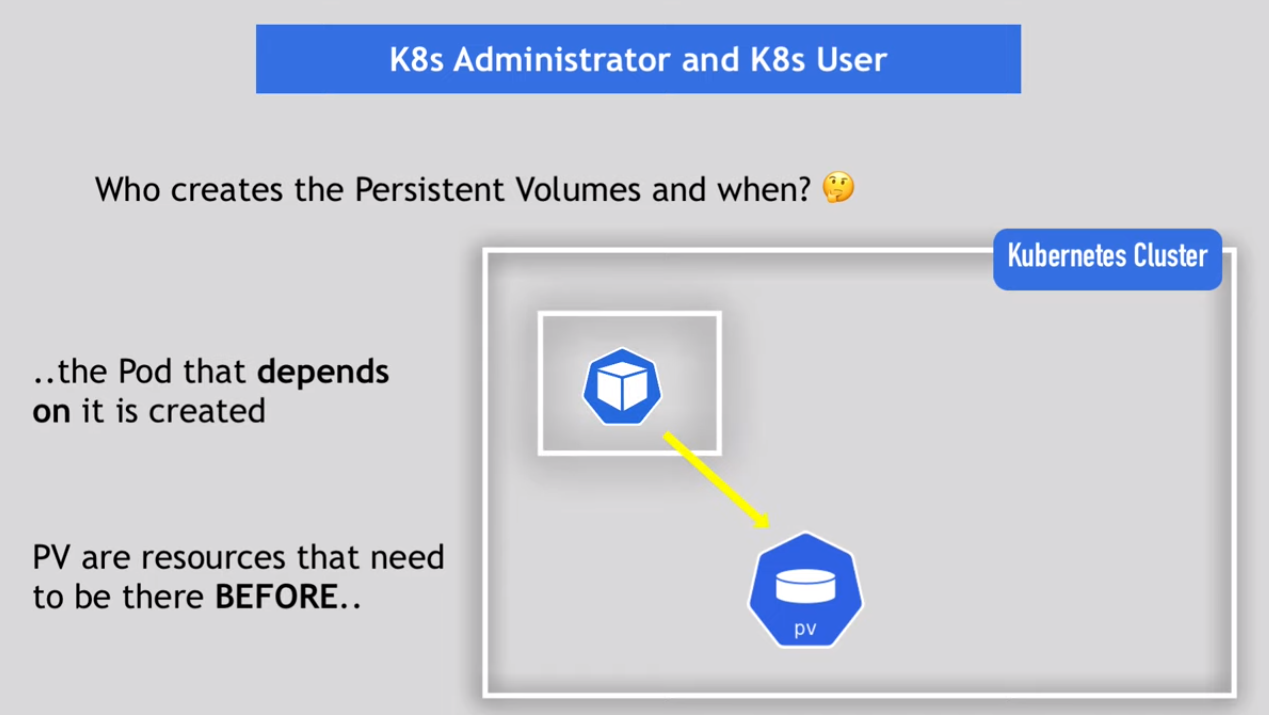 K8s Administrator and K8s User
Who creates the Persistent Volumes and when? 🤔
Kubernetes Cluster
..the Pod that depends
on it is created
PV are resources that need
to be there BEFORE..
pv